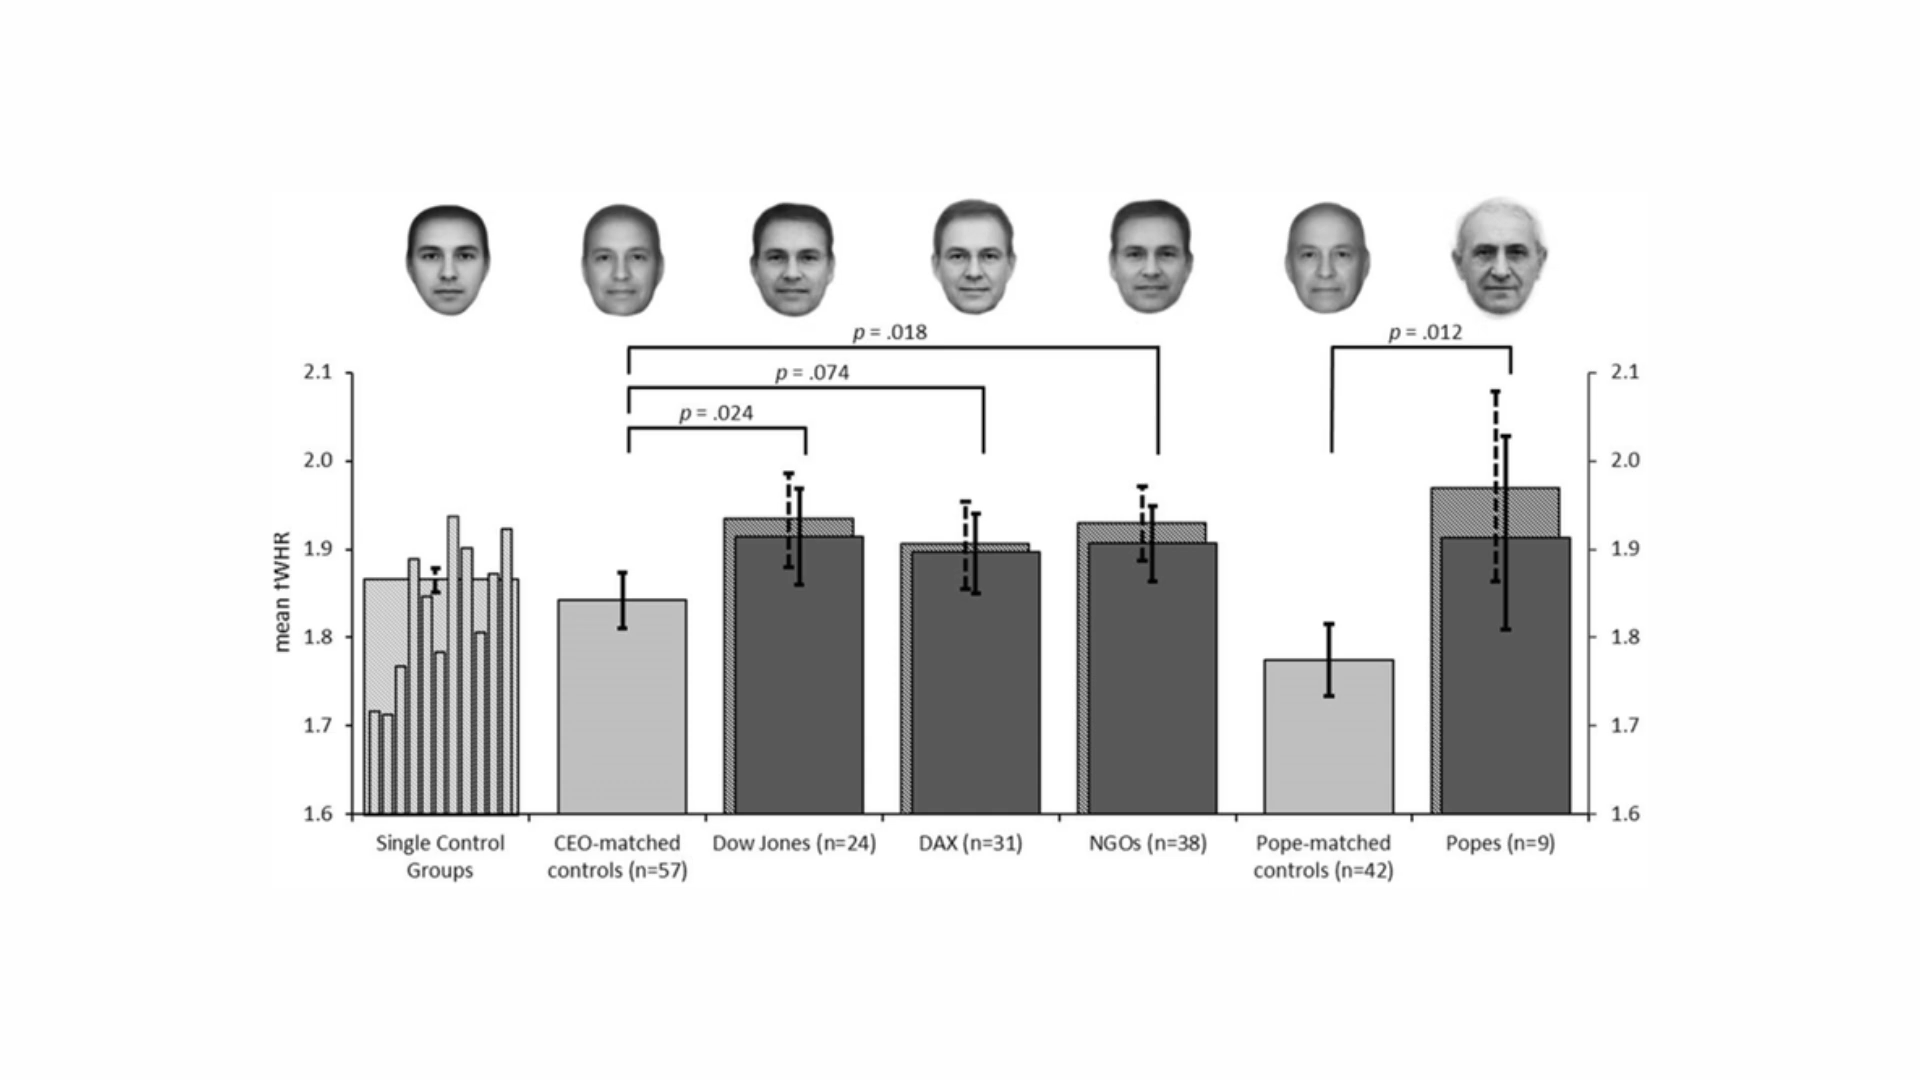 p = .018
p = .012
p = .074
p = .024
2.1
2.0
1.9
1.8
1.7
1.6
mean fWHR
2.1
2.0
1.9
1.8
1.7
1.6
Single Control
Groups
CEO-matched
controls (n=57)
Dow Jones (n=24)
DAX (n=31)
NGOs (n=38)
Pope-matched
controls (n=42)
Popes (n=9)